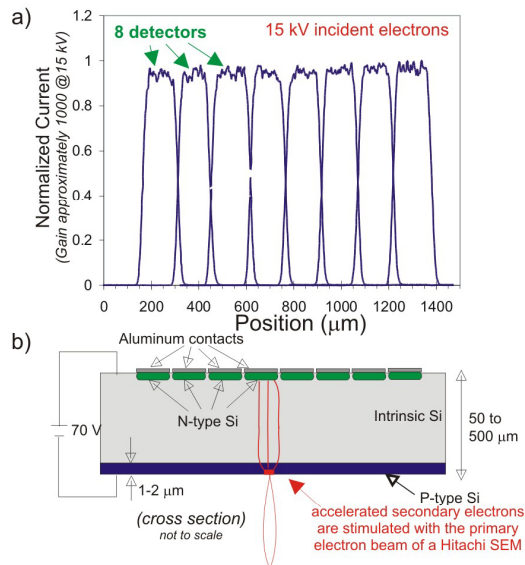 a)
8 detectors
15 kV incident electrons
Normalized Current
(Gain approximately 1000 @15 kV)
1.2
1
0.8
0.6
0.4
0.2
0
0 200 400 600 800 1000 1200 1400
Position (μm)
b)
Aluminum contacts
N-type Si
Intrinsic Si
70 V
50 to
500 μm
1-2 μm
P-type Si
(cross section)
not to scale
accelerated secondary electrons
are stimulated with the primary
electron beam of a Hitachi SEM